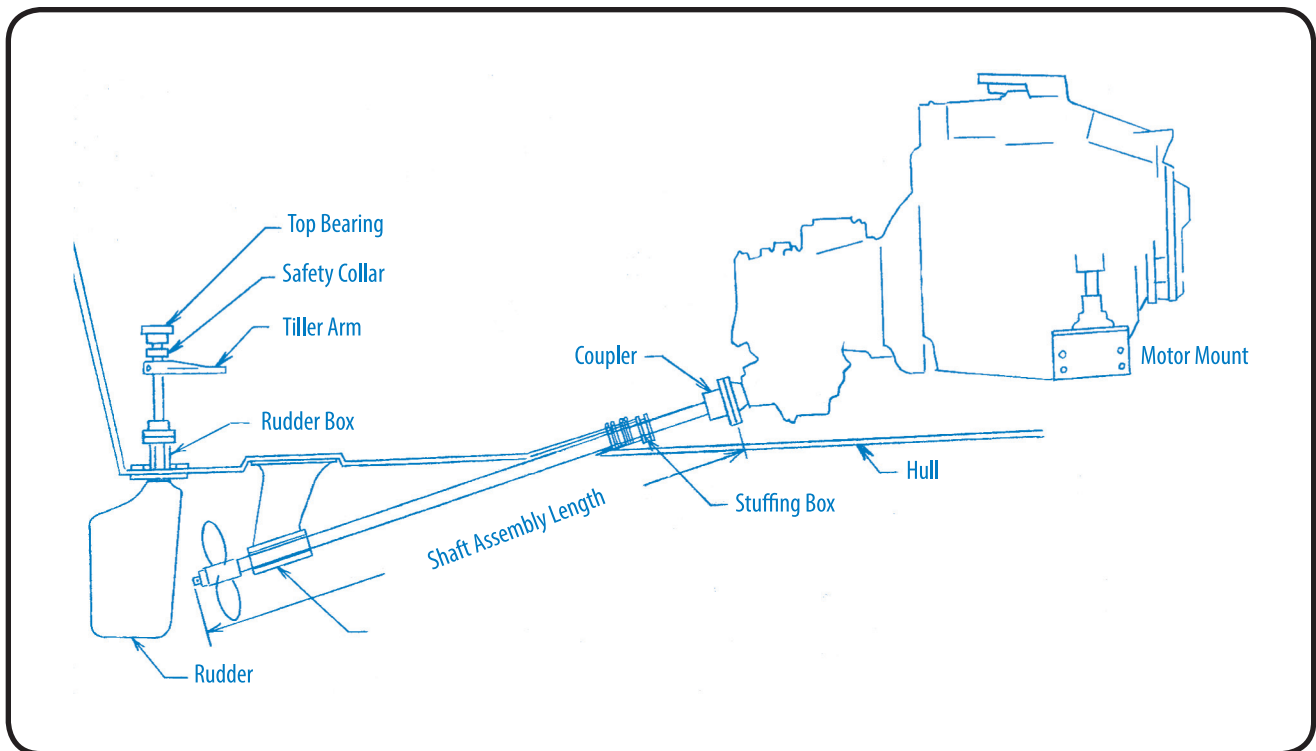 Top Bearing
Safety Collar
Tiller Arm
Coupler
Motor Mount
Rudder Box
Hull
Stuffing Box
Shaft Assembly Length
Rudder